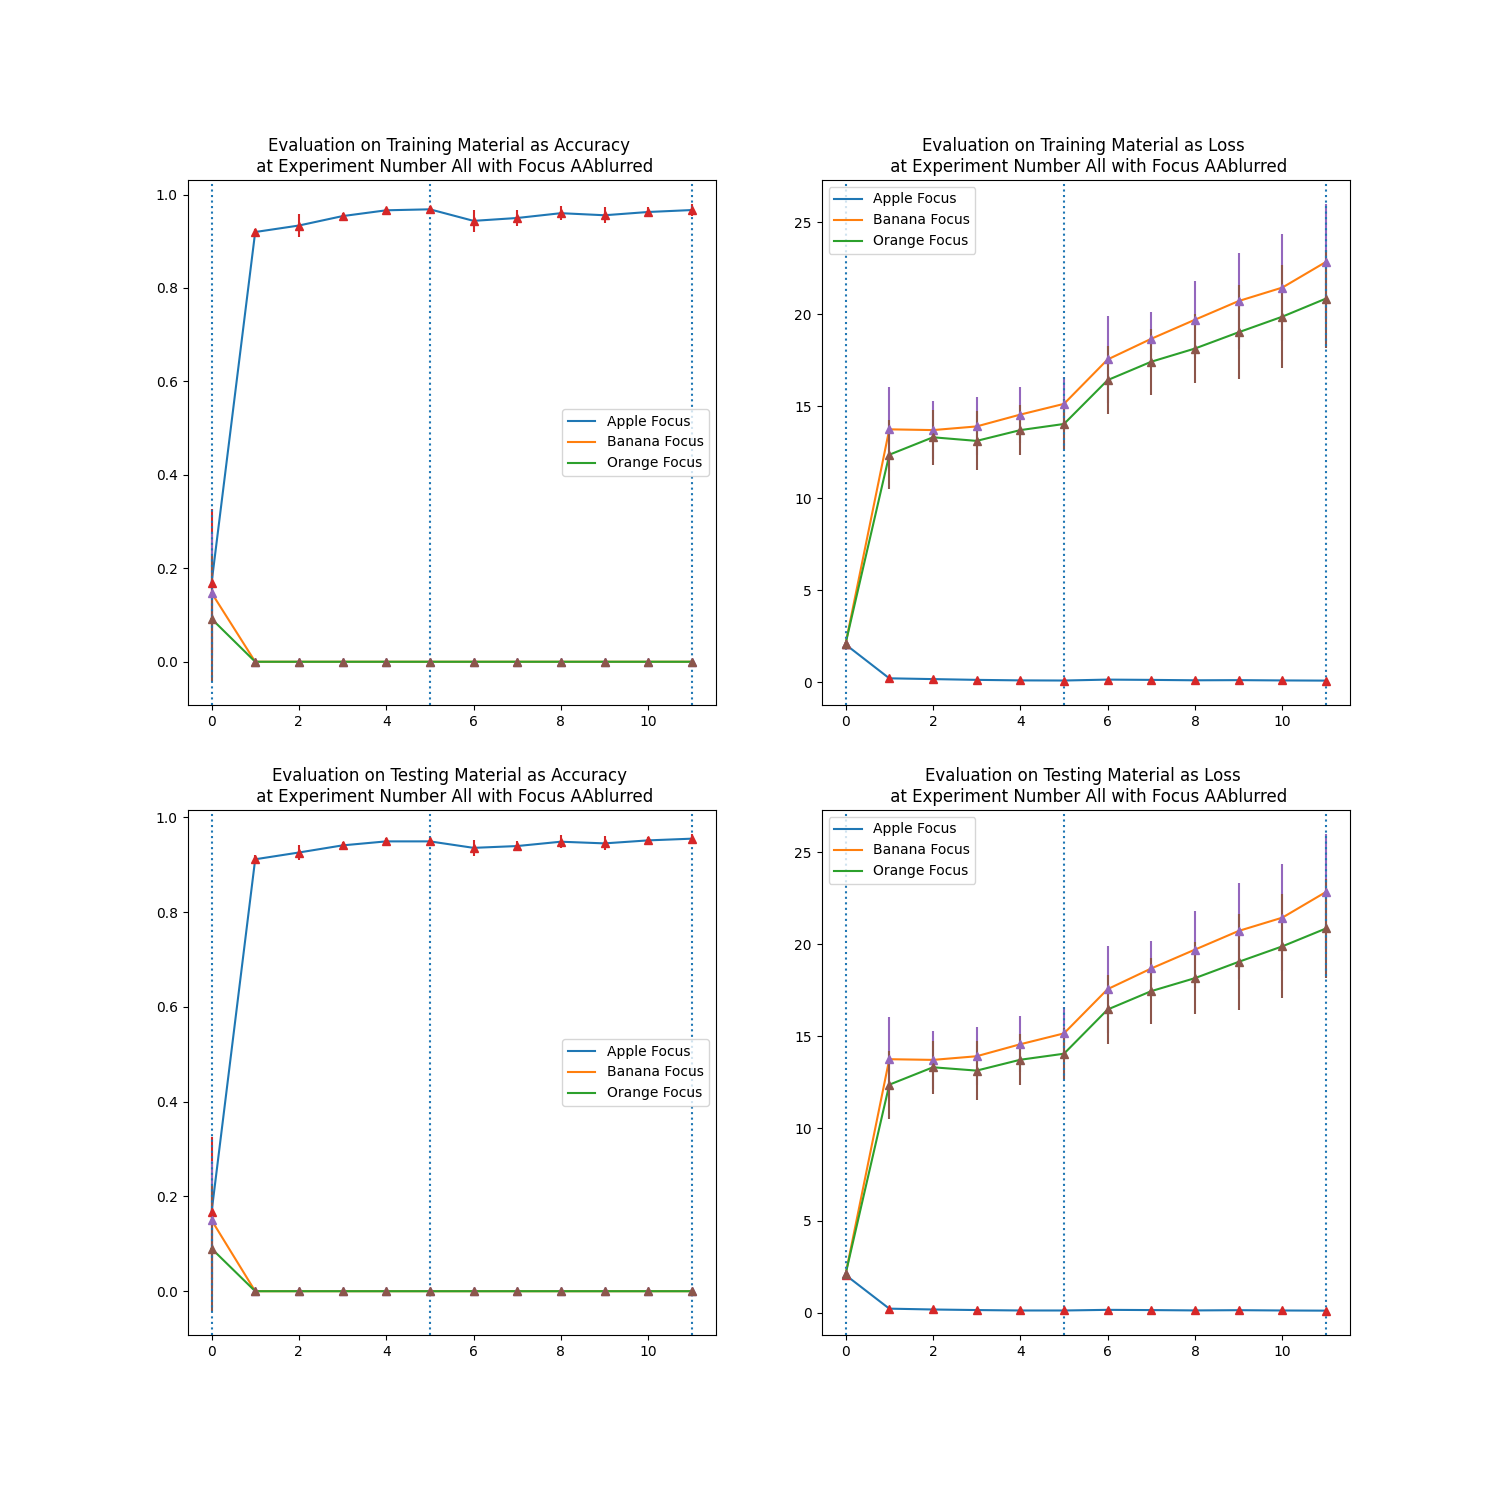 Evaluation on Training Material as Accuracy
at Experiment Number All with Focus AAblurred
1.0
0.8
0.6
0.4
0.2
0.0
Apple Focus
Banana Focus
Orange Focus
0 2 4 6 8 10
Evaluation on Training Material as Loss
at Experiment Number All with Focus AAblurred
Apple Focus
Banana Focus
Orange Focus
25
20
15
10
5
0
0 2 4 6 8 10
Evaluation on Testing Material as Accuracy
at Experiment Number All with Focus AAblurred
1.0
0.8
0.6
0.4
0.2
0.0
Apple Focus
Banana Focus
Orange Focus
0 2 4 6 8 10
Evaluation on Testing Material as Loss
at Experiment Number All with Focus AAblurred
Apple Focus
Banana Focus
Orange Focus
25
20
15
10
5
0
0 2 4 6 8 10